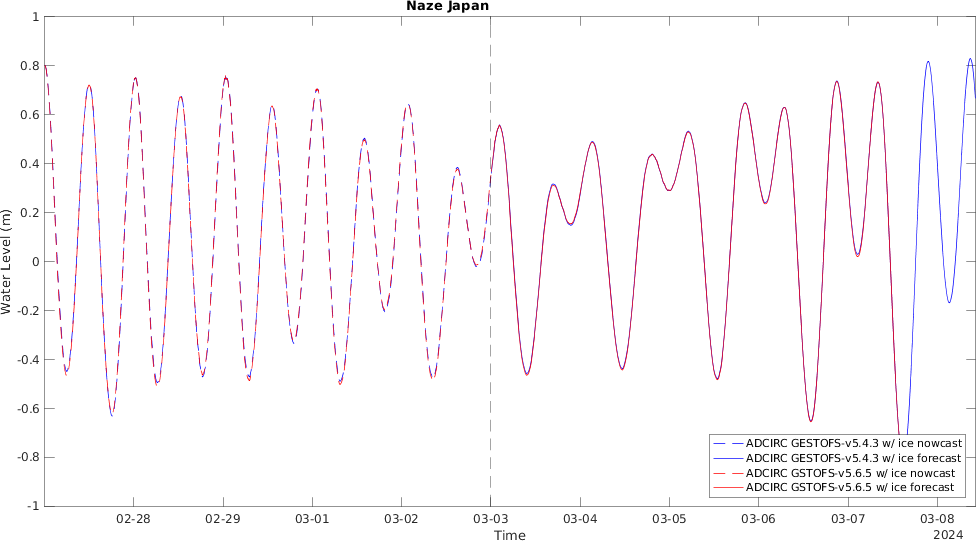 Naze Japan
1
0.8
0.6
0.4
0.2
0
-0.2
-0.4
-0.6
-0.8
-1
Water Level (m)
ADCIRC GESTOFS-v5.4.3 w/ ice nowcast
ADCIRC GESTOFS-v5.4.3 w/ ice forecast
ADCIRC GSTOFS-v5.6.5 w/ ice nowcast
ADCIRC GSTOFS-v5.6.5 w/ ice forecast
02-28 02-29 03-01 03-02 03-03 03-04 03-05 03-06 03-07 03-08
Time 2024